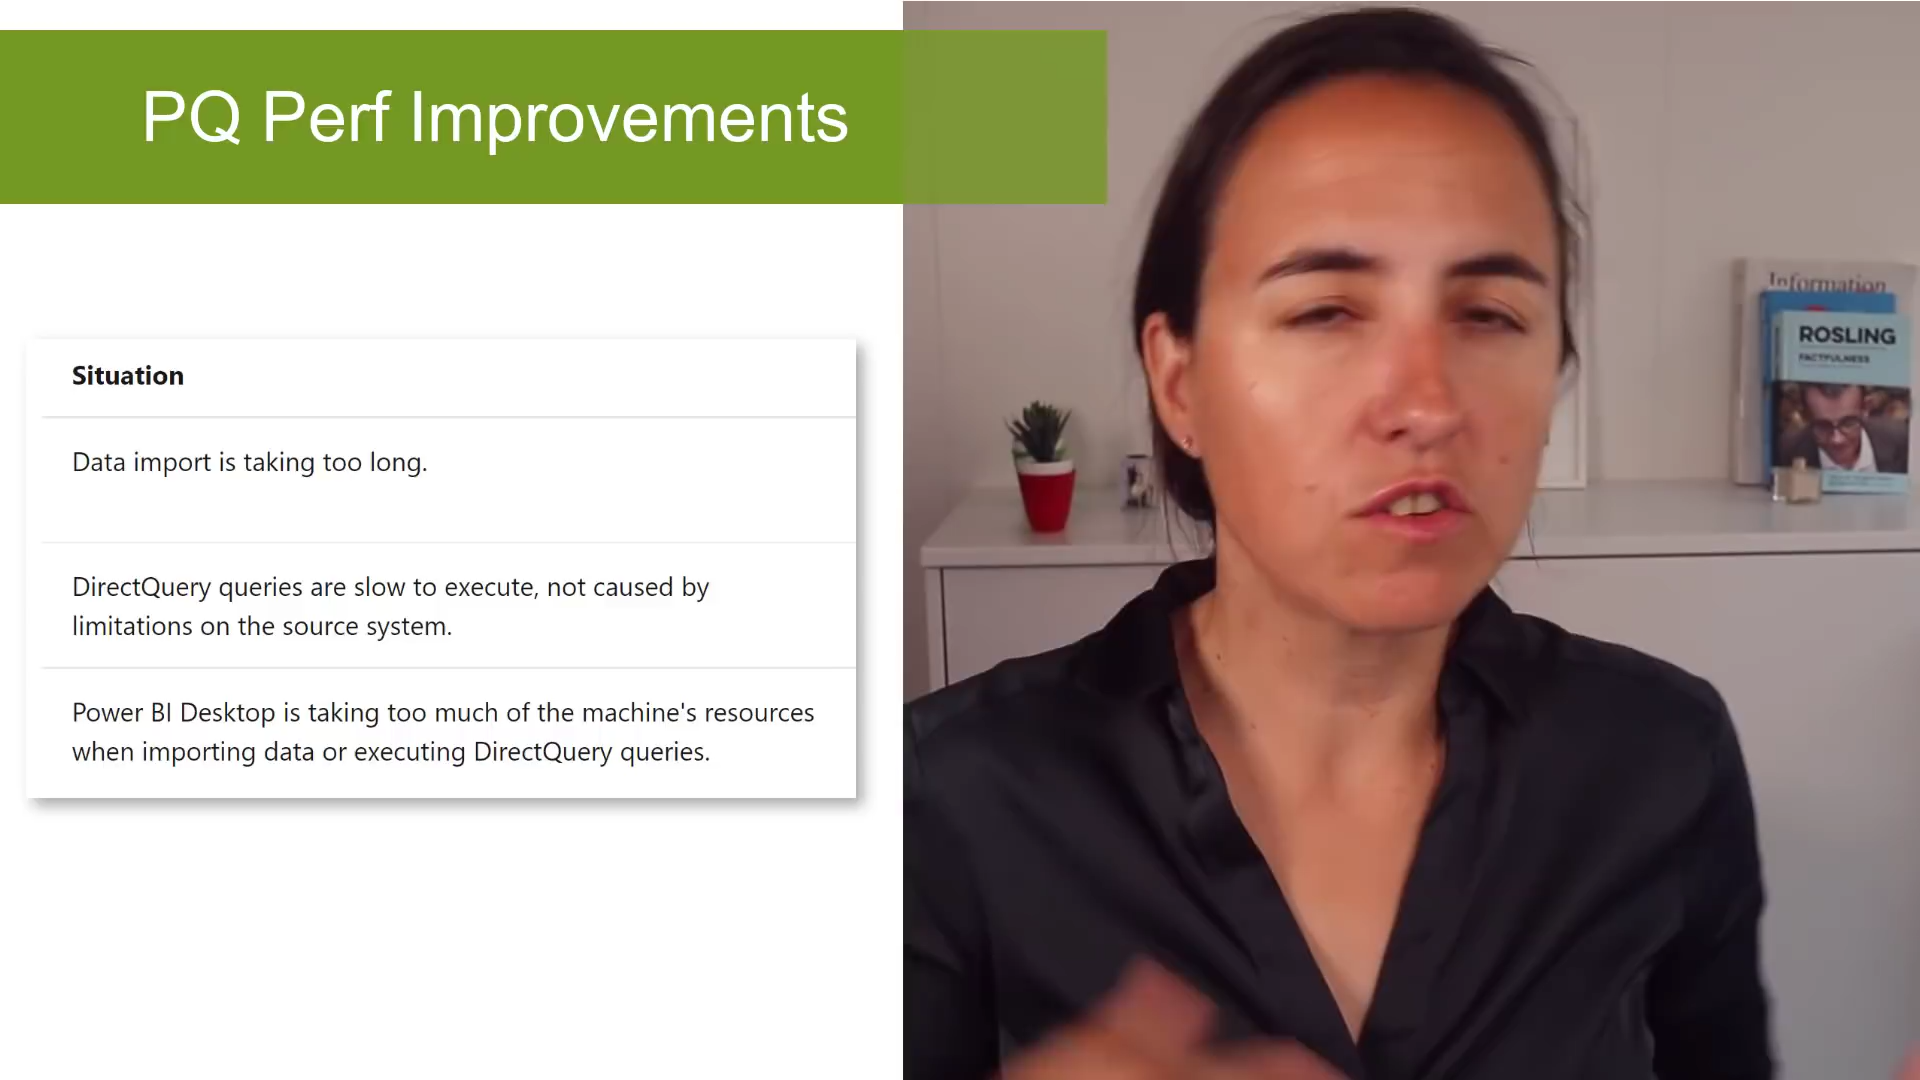 PQ Perf Improvements
Situation
Data import is taking too long.
DirectQuery queries are slow to execute, not caused by
limitations on the source system.
Power BI Desktop is taking too much of the machine's resources
when importing data or executing DirectQuery queries.
Information
ROSLING
FACTFULNESS